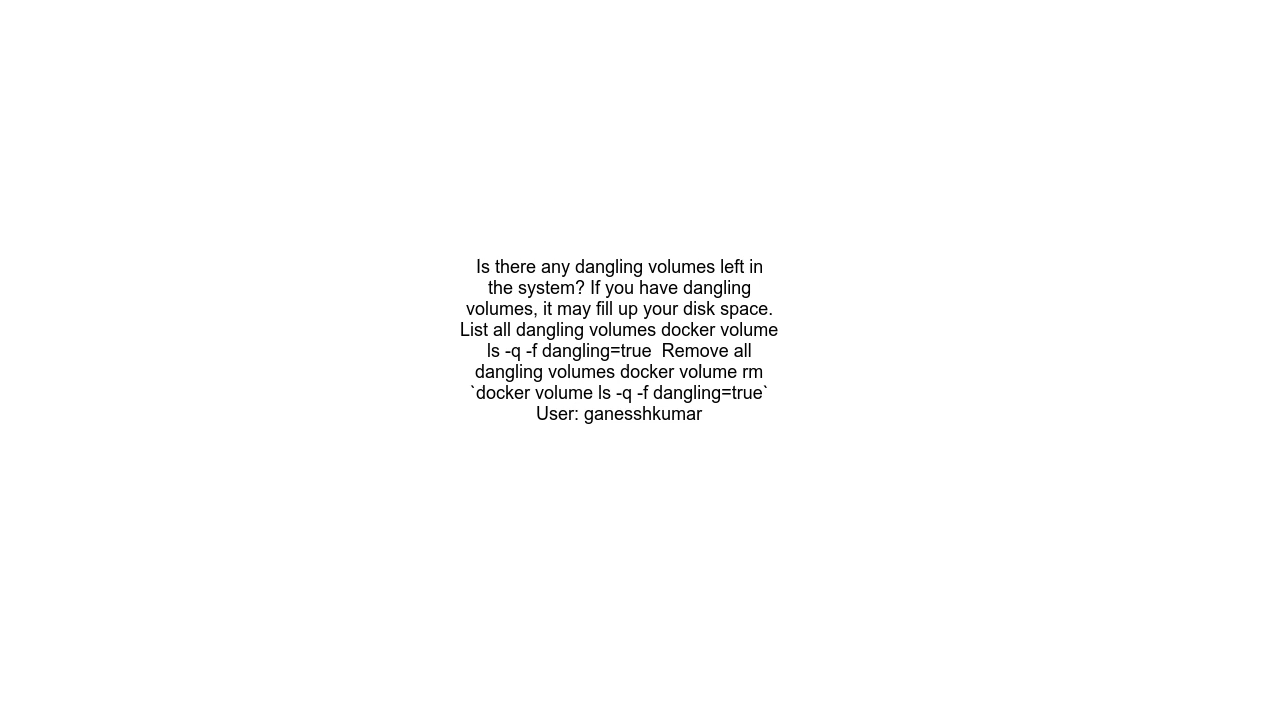 Is there any dangling volumes left in
the system? If you have dangling
volumes, it may fill up your disk space.
List all dangling volumes docker volume
ls -q -f dangling=true  Remove all
dangling volumes docker volume rm
`docker volume ls -q -f dangling=true`
User: ganesshkumar